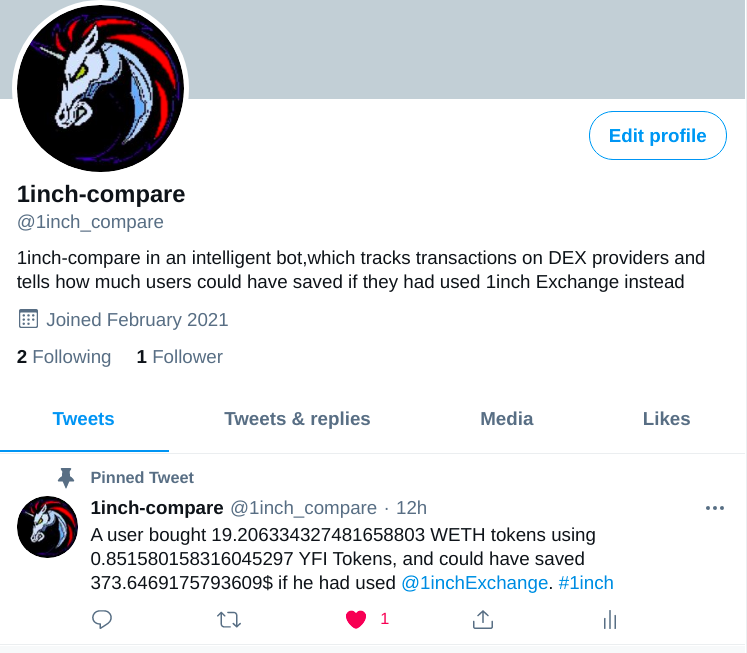 Edit profile
1inch-compare
@1inch_compare
1inch-compare in an intelligent bot,which tracks transactions on DEX providers and
tells how much users could have saved if they had used 1inch Exchange instead
Joined February 2021
2 Following 1 Follower
Tweets Tweets & replies Media Likes
Pinned Tweet
1inch-compare @1inch_compare · 12h
A user bought 19.206334327481658803 WETH tokens using
0.851580158316045297 YFI Tokens, and could have saved
373.6469175793609$ if he had used @1inchExchange. #1inch
1